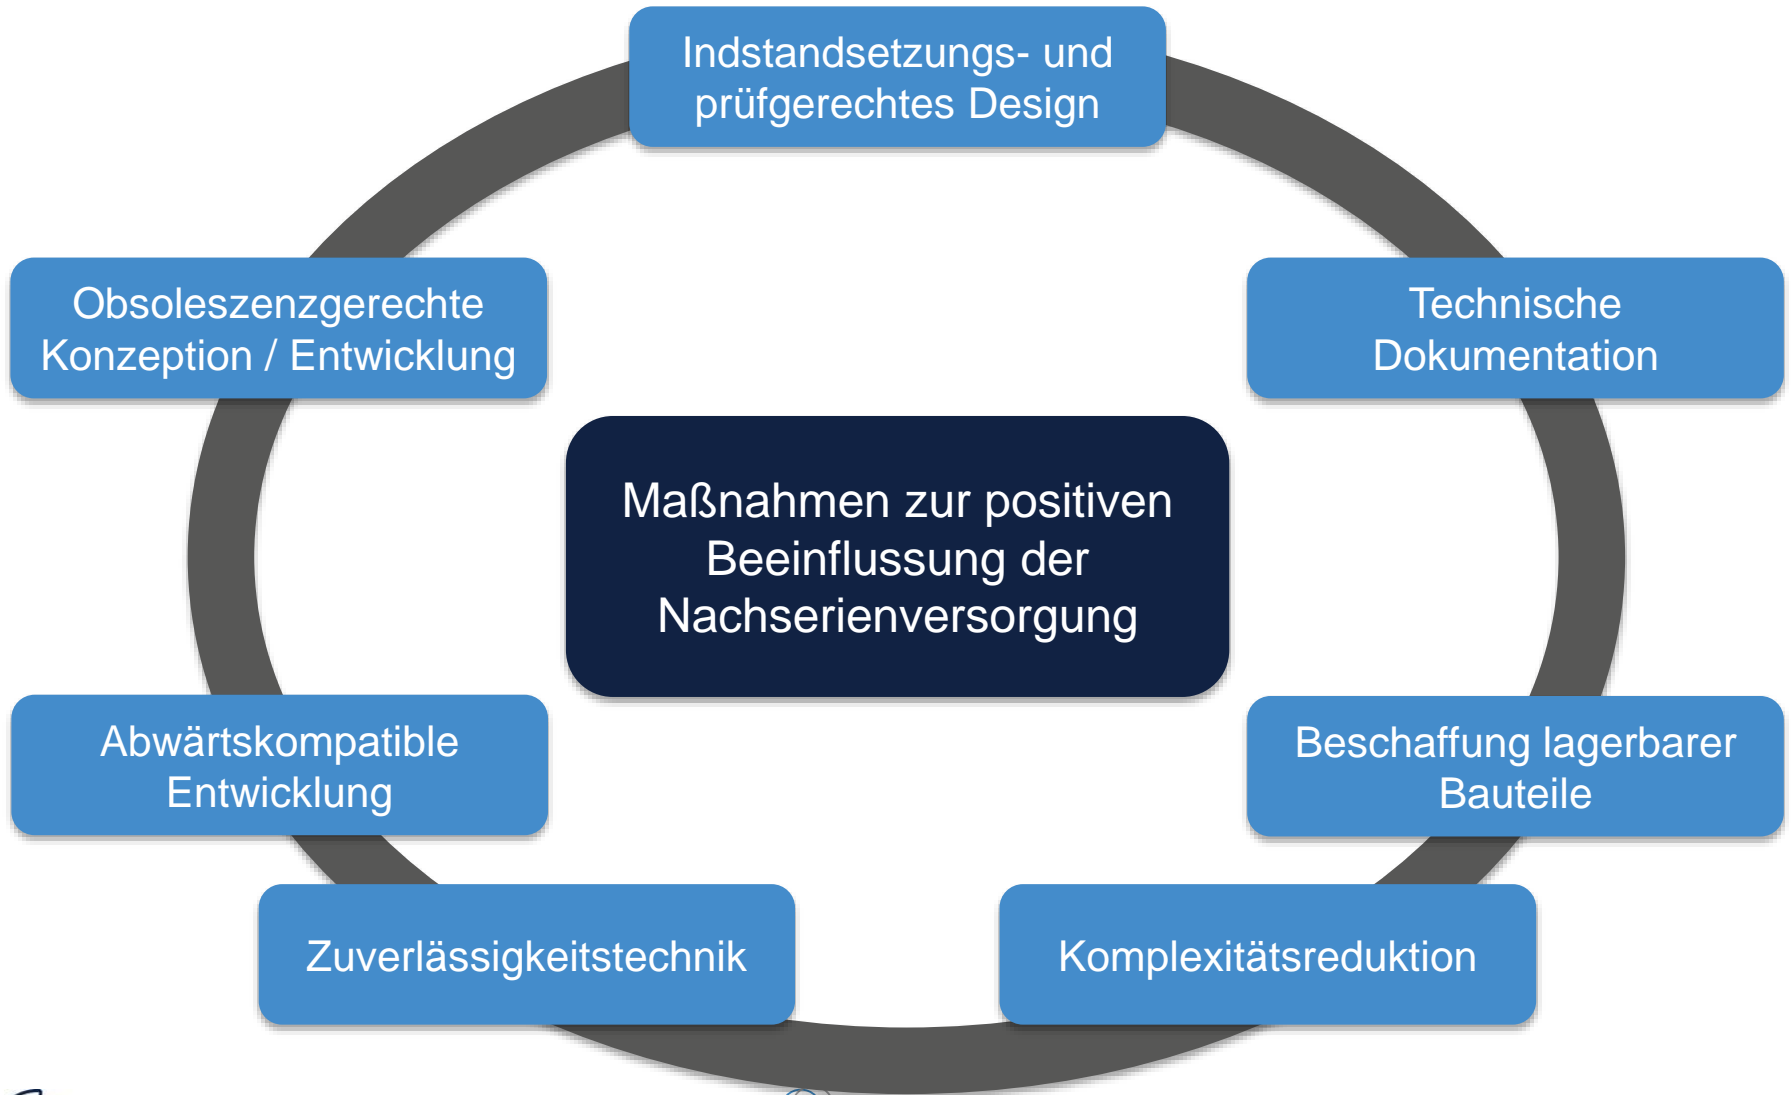 Indstandsetzungs- und
prüfgerechtes Design
Obsoleszenzgerechte
Konzeption / Entwicklung
Technische
Dokumentation
Maßnahmen zur positiven
Beeinflussung der
Nachserienversorgung
Abwärtskompatible
Entwicklung
Beschaffung lagerbarer
Bauteile
Zuverlässigkeitstechnik
Komplexitätsreduktion